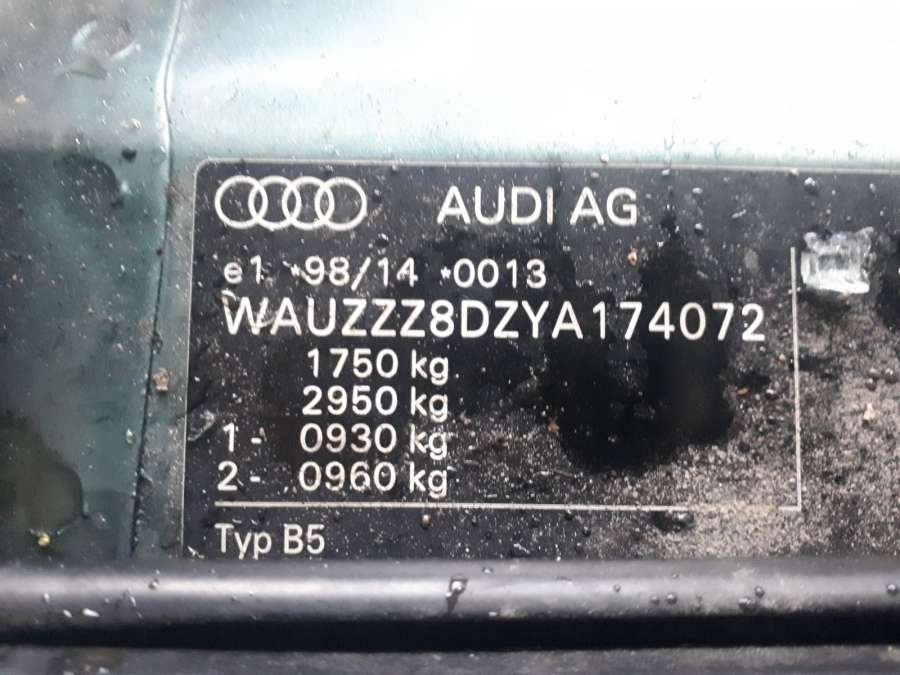 AUDI AG
e1 *98/14 *0013
WAUZZZ8DZYA174072
1750 kg
2950 kg
1- 0930 kg
2- 0960 kg
Typ B5